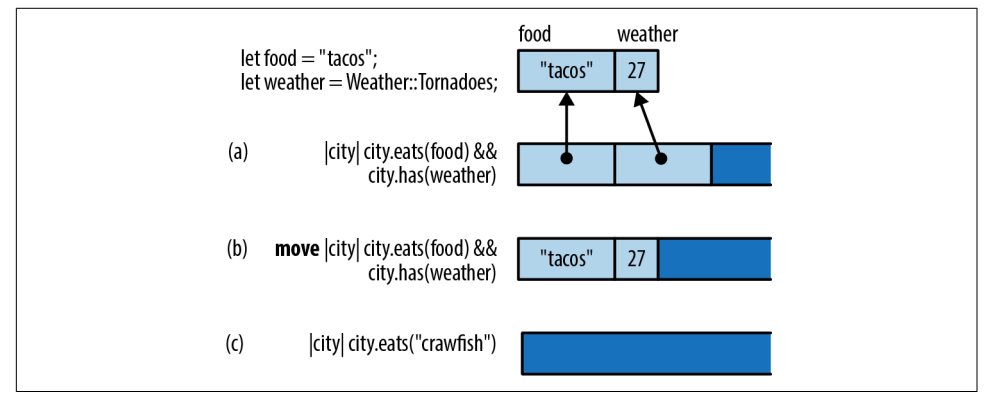 food weather
let food = "tacos";
let weather = Weather::Tornadoes;
"tacos" 27
(a) |city| city.eats(food) &&
city.has(weather)
(b) move |city| city.eats(food) &&
city.has(weather)
"tacos" 27
(c) |city| city.eats("crawfish")